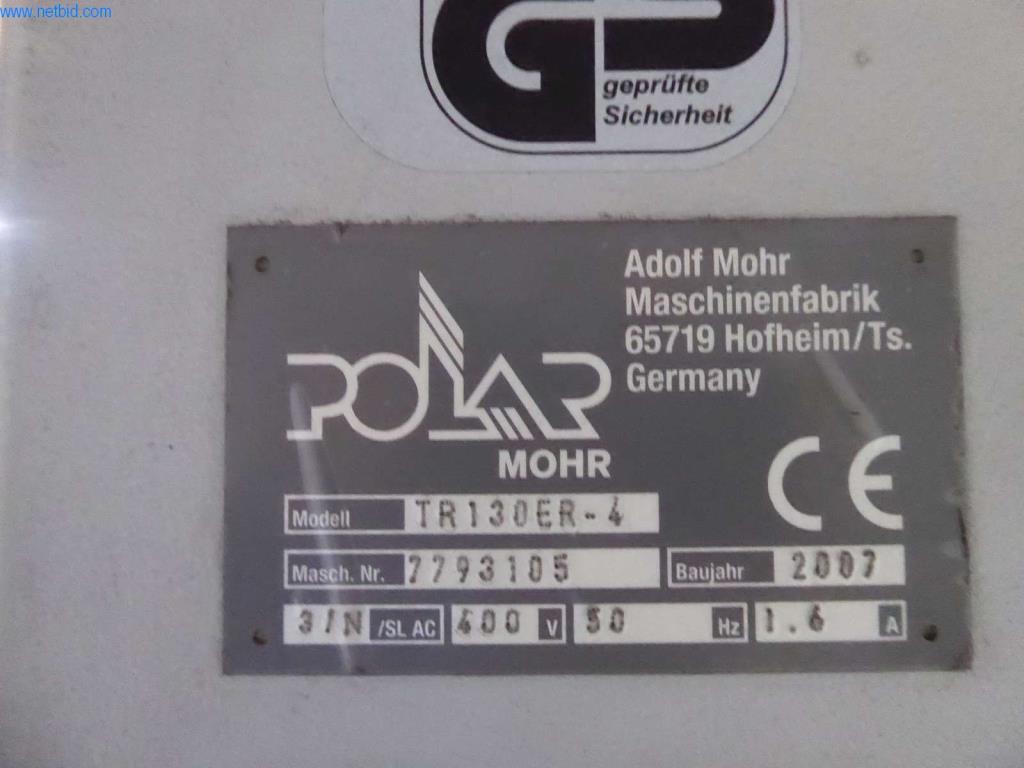 www.netbid.com
geprüfte
Sicherheit
Adolf Mohr
Maschinenfabrik
65719 Hofheim/Ts.
Germany
POLAR
MOHR
CE
Modell TR130ER-4
Masch. Nr. 7793105 Baujahr 2007
3/N /SL AC 400 V 50 Hz 1.6 A